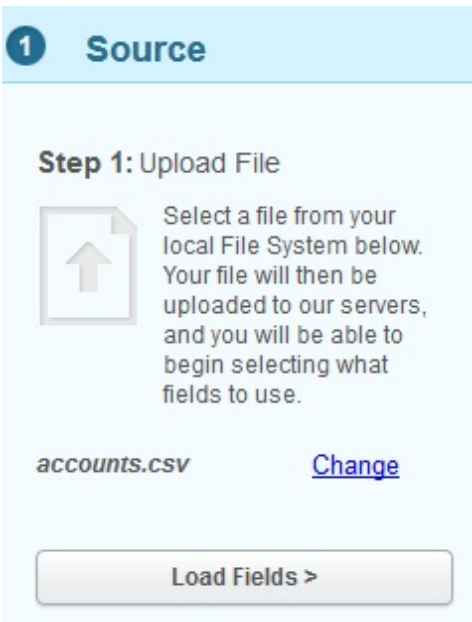 1 Source
Step 1: Upload File
Select a file from your
local File System below.
Your file will then be
uploaded to our servers,
and you will be able to
begin selecting what
fields to use.
accounts.csv Change
Load Fields >